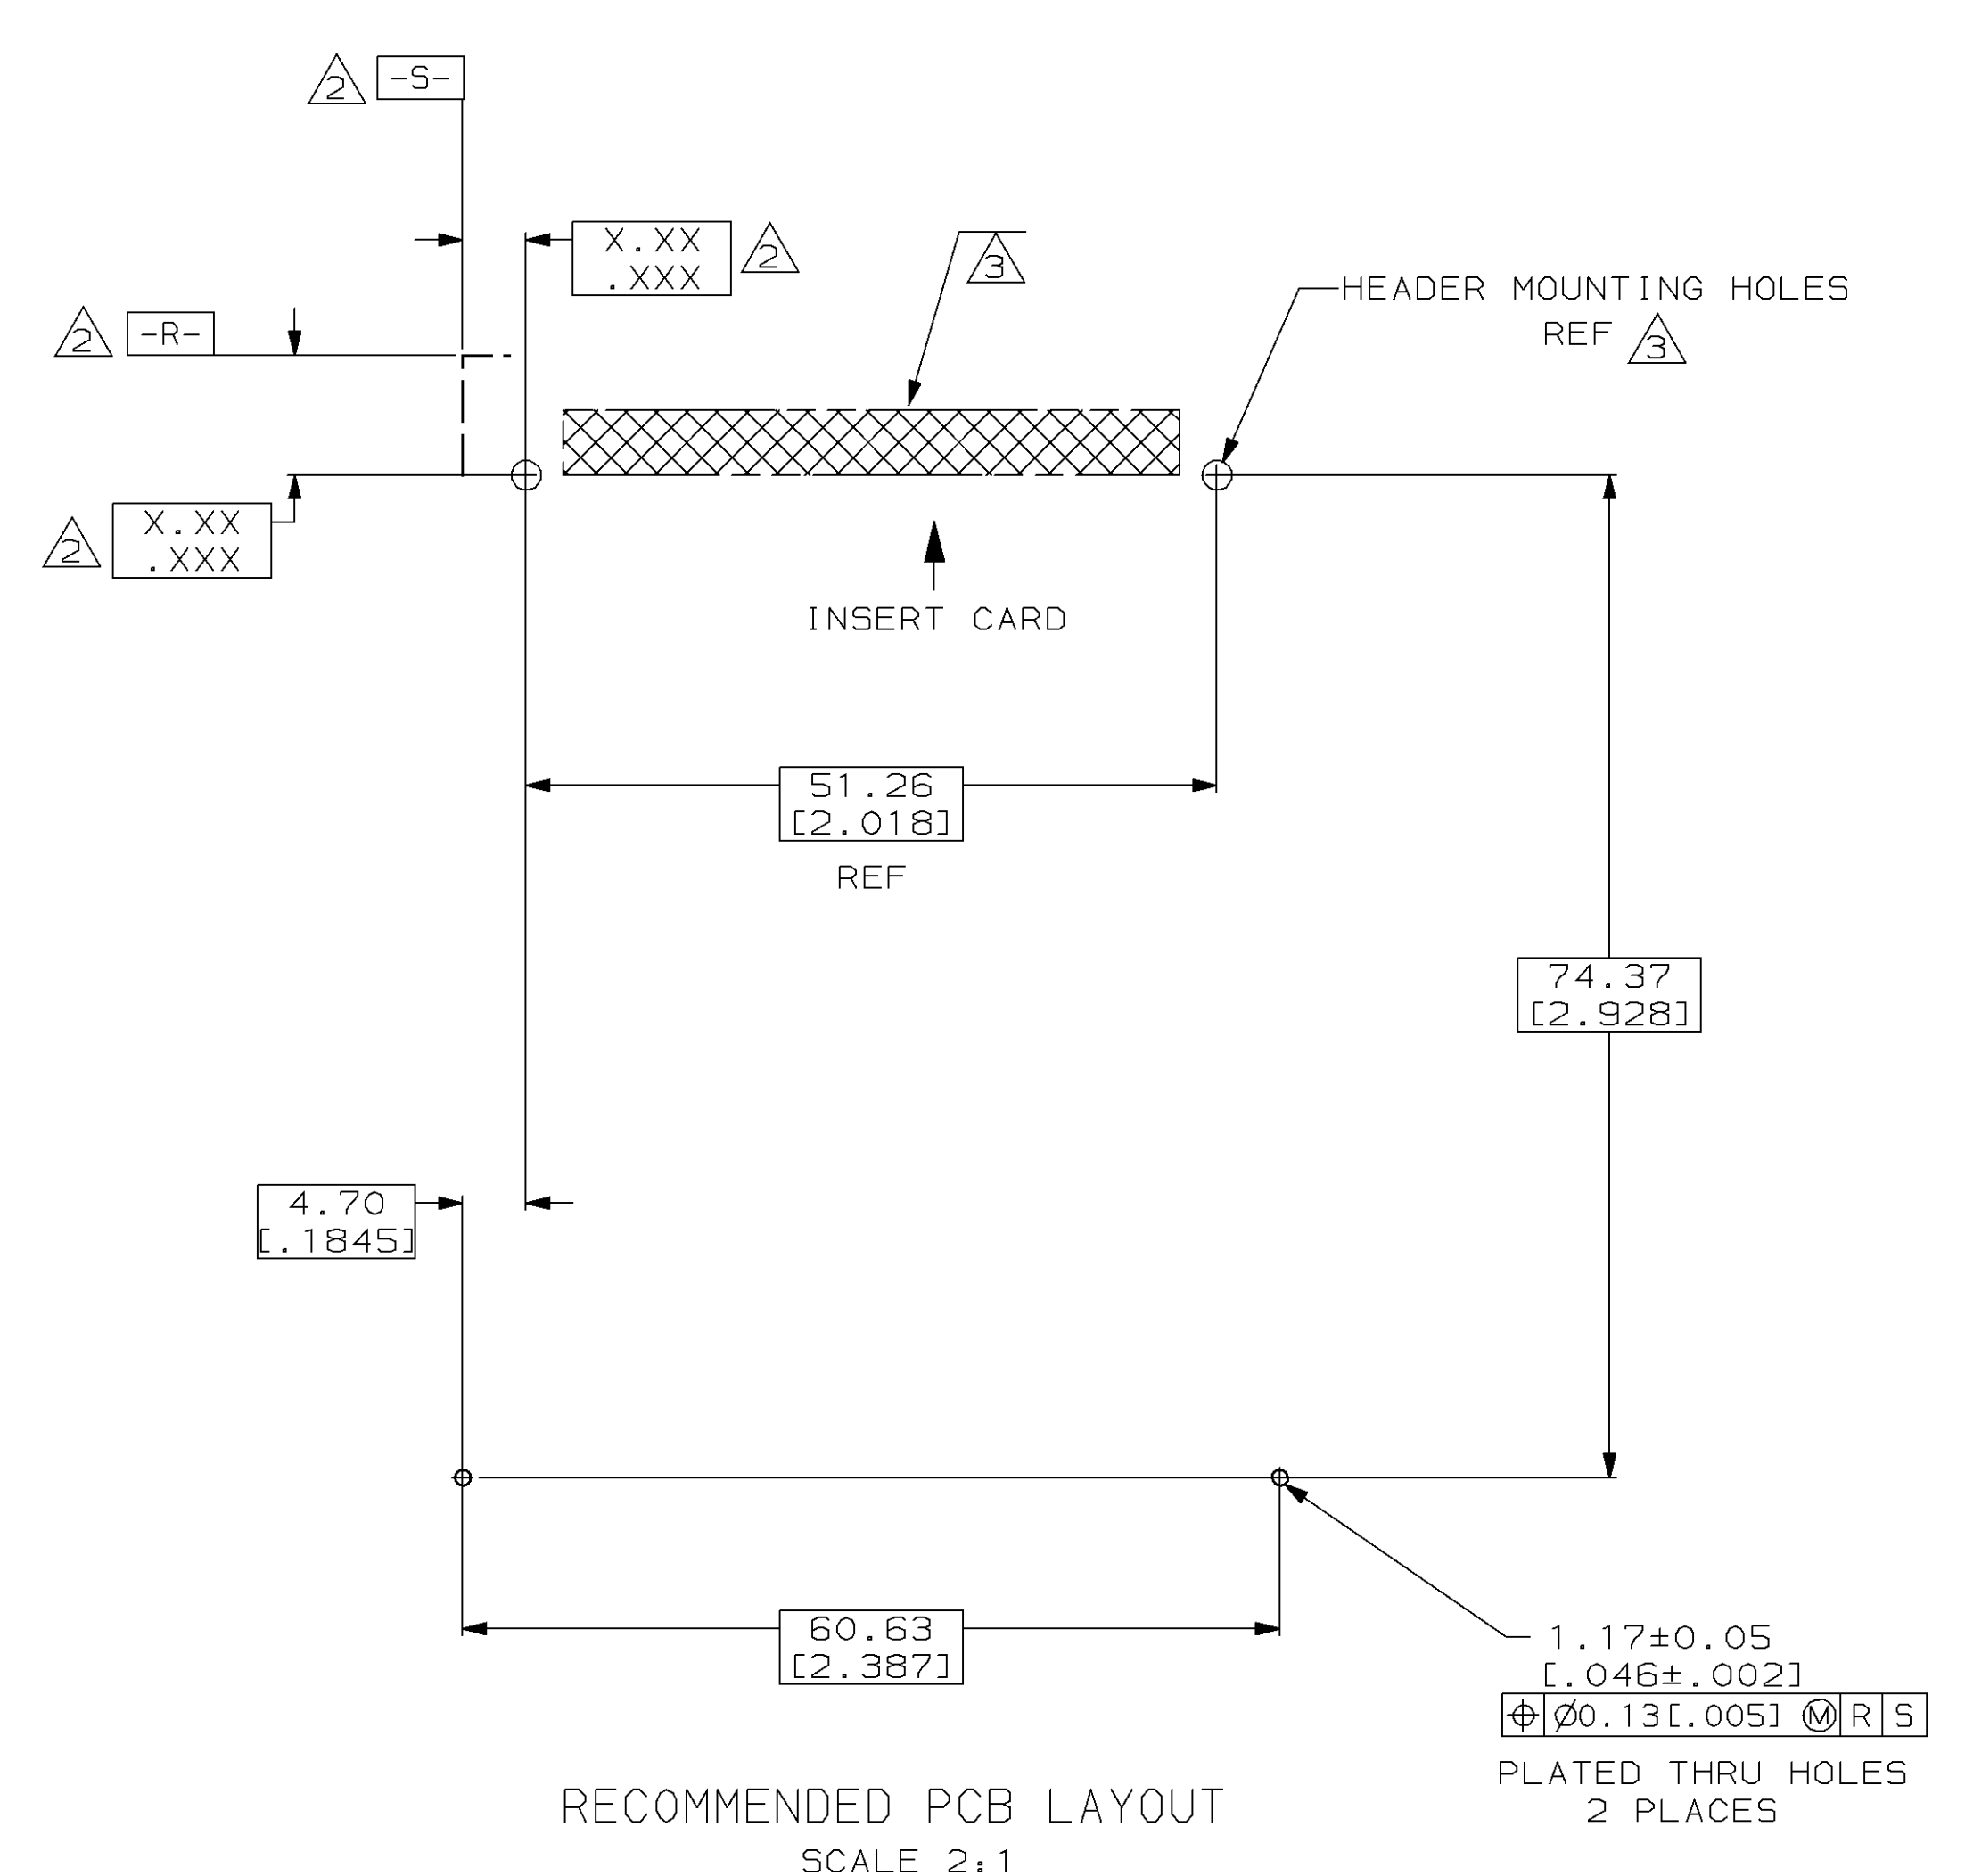 2 -S-
X.XX
.XXX
2
3
HEADER MOUNTING HOLES
REF 3
2 -R-
X.XX
.XXX
2
INSERT CARD
51.26
[2.018]
REF
74.37
[2.928]
4.70
[.1845]
60.63
[2.387]
1.17±0.05
[.046±.002]
⌖ Ø0.13[.005] Ⓜ R S
PLATED THRU HOLES
2 PLACES
RECOMMENDED PCB LAYOUT
SCALE 2:1